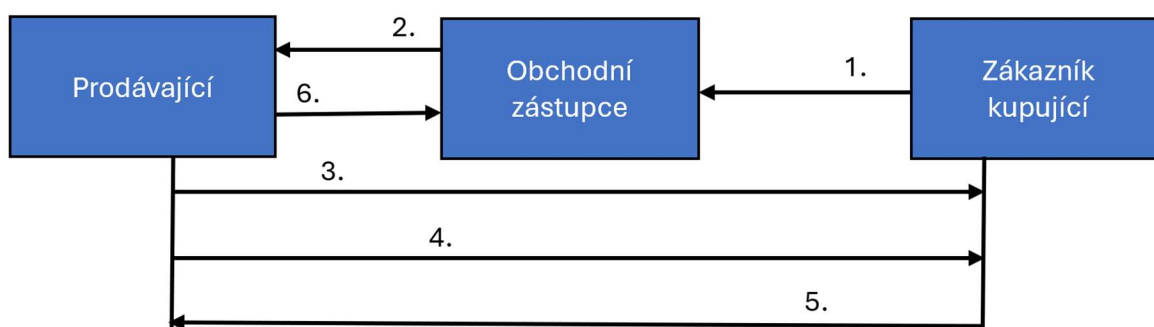 2.
1.
Prodávající
Obchodní
zástupce
Zákazník
kupující
6.
3.
4.
5.